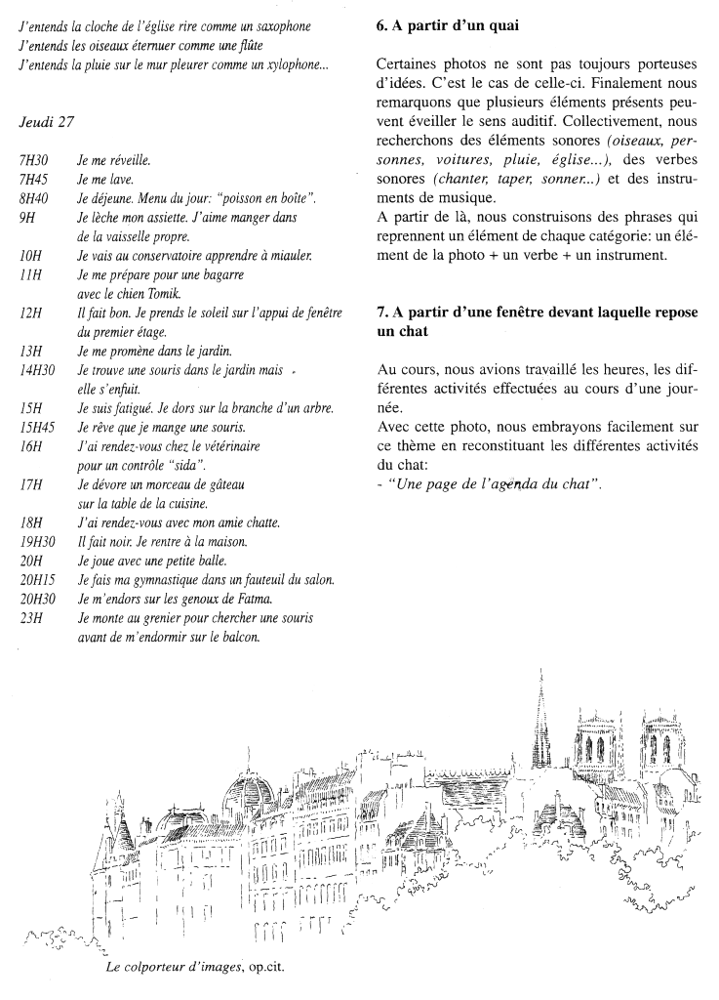 J'entends la cloche de l'église rire comme un saxophone
J'entends les oiseaux éternuer comme une flûte
J'entends la pluie sur le mur pleurer comme un xylophone...
Jeudi 27
7H30 Je me réveille.
7H45 Je me lave.
8H40 Je déjeune. Menu du jour: “poisson en boîte”.
9H Je lèche mon assiette. J'aime manger dans
de la vaisselle propre.
10H Je vais au conservatoire apprendre à miauler.
11H Je me prépare pour une bagarre
avec le chien Tomik.
12H Il fait bon. Je prends le soleil sur l'appui de fenêtre
du premier étage.
13H Je me promène dans le jardin.
14H30 Je trouve une souris dans le jardin mais
elle s'enfuit.
15H Je suis fatigué. Je dors sur la branche d'un arbre.
15H45 Je rêve que je mange une souris.
16H J'ai rendez-vous chez le vétérinaire
pour un contrôle “sida”.
17H Je dévore un morceau de gâteau
sur la table de la cuisine.
18H J'ai rendez-vous avec mon amie chatte.
19H30 Il fait noir. Je rentre à la maison.
20H Je joue avec une petite balle.
20H15 Je fais ma gymnastique dans un fauteuil du salon.
20H30 Je m'endors sur les genoux de Fatma.
23H Je monte au grenier pour chercher une souris
avant de m'endormir sur le balcon.
6. A partir d'un quai
Certaines photos ne sont pas toujours porteuses
d'idées. C'est le cas de celle-ci. Finalement nous
remarquons que plusieurs éléments présents peu-
vent éveiller le sens auditif. Collectivement, nous
recherchons des éléments sonores (oiseaux, per-
sonnes, voitures, pluie, église...), des verbes
sonores (chanter, taper, sonner...) et des instru-
ments de musique.
A partir de là, nous construisons des phrases qui
reprennent un élément de chaque catégorie: un élé-
ment de la photo + un verbe + un instrument.
7. A partir d'une fenêtre devant laquelle repose
un chat
Au cours, nous avions travaillé les heures, les dif-
férentes activités effectuées au cours d'une jour-
née.
Avec cette photo, nous embrayons facilement sur
ce thème en reconstituant les différentes activités
du chat:
- “Une page de l'agenda du chat”.
Le colporteur d'images, op.cit.